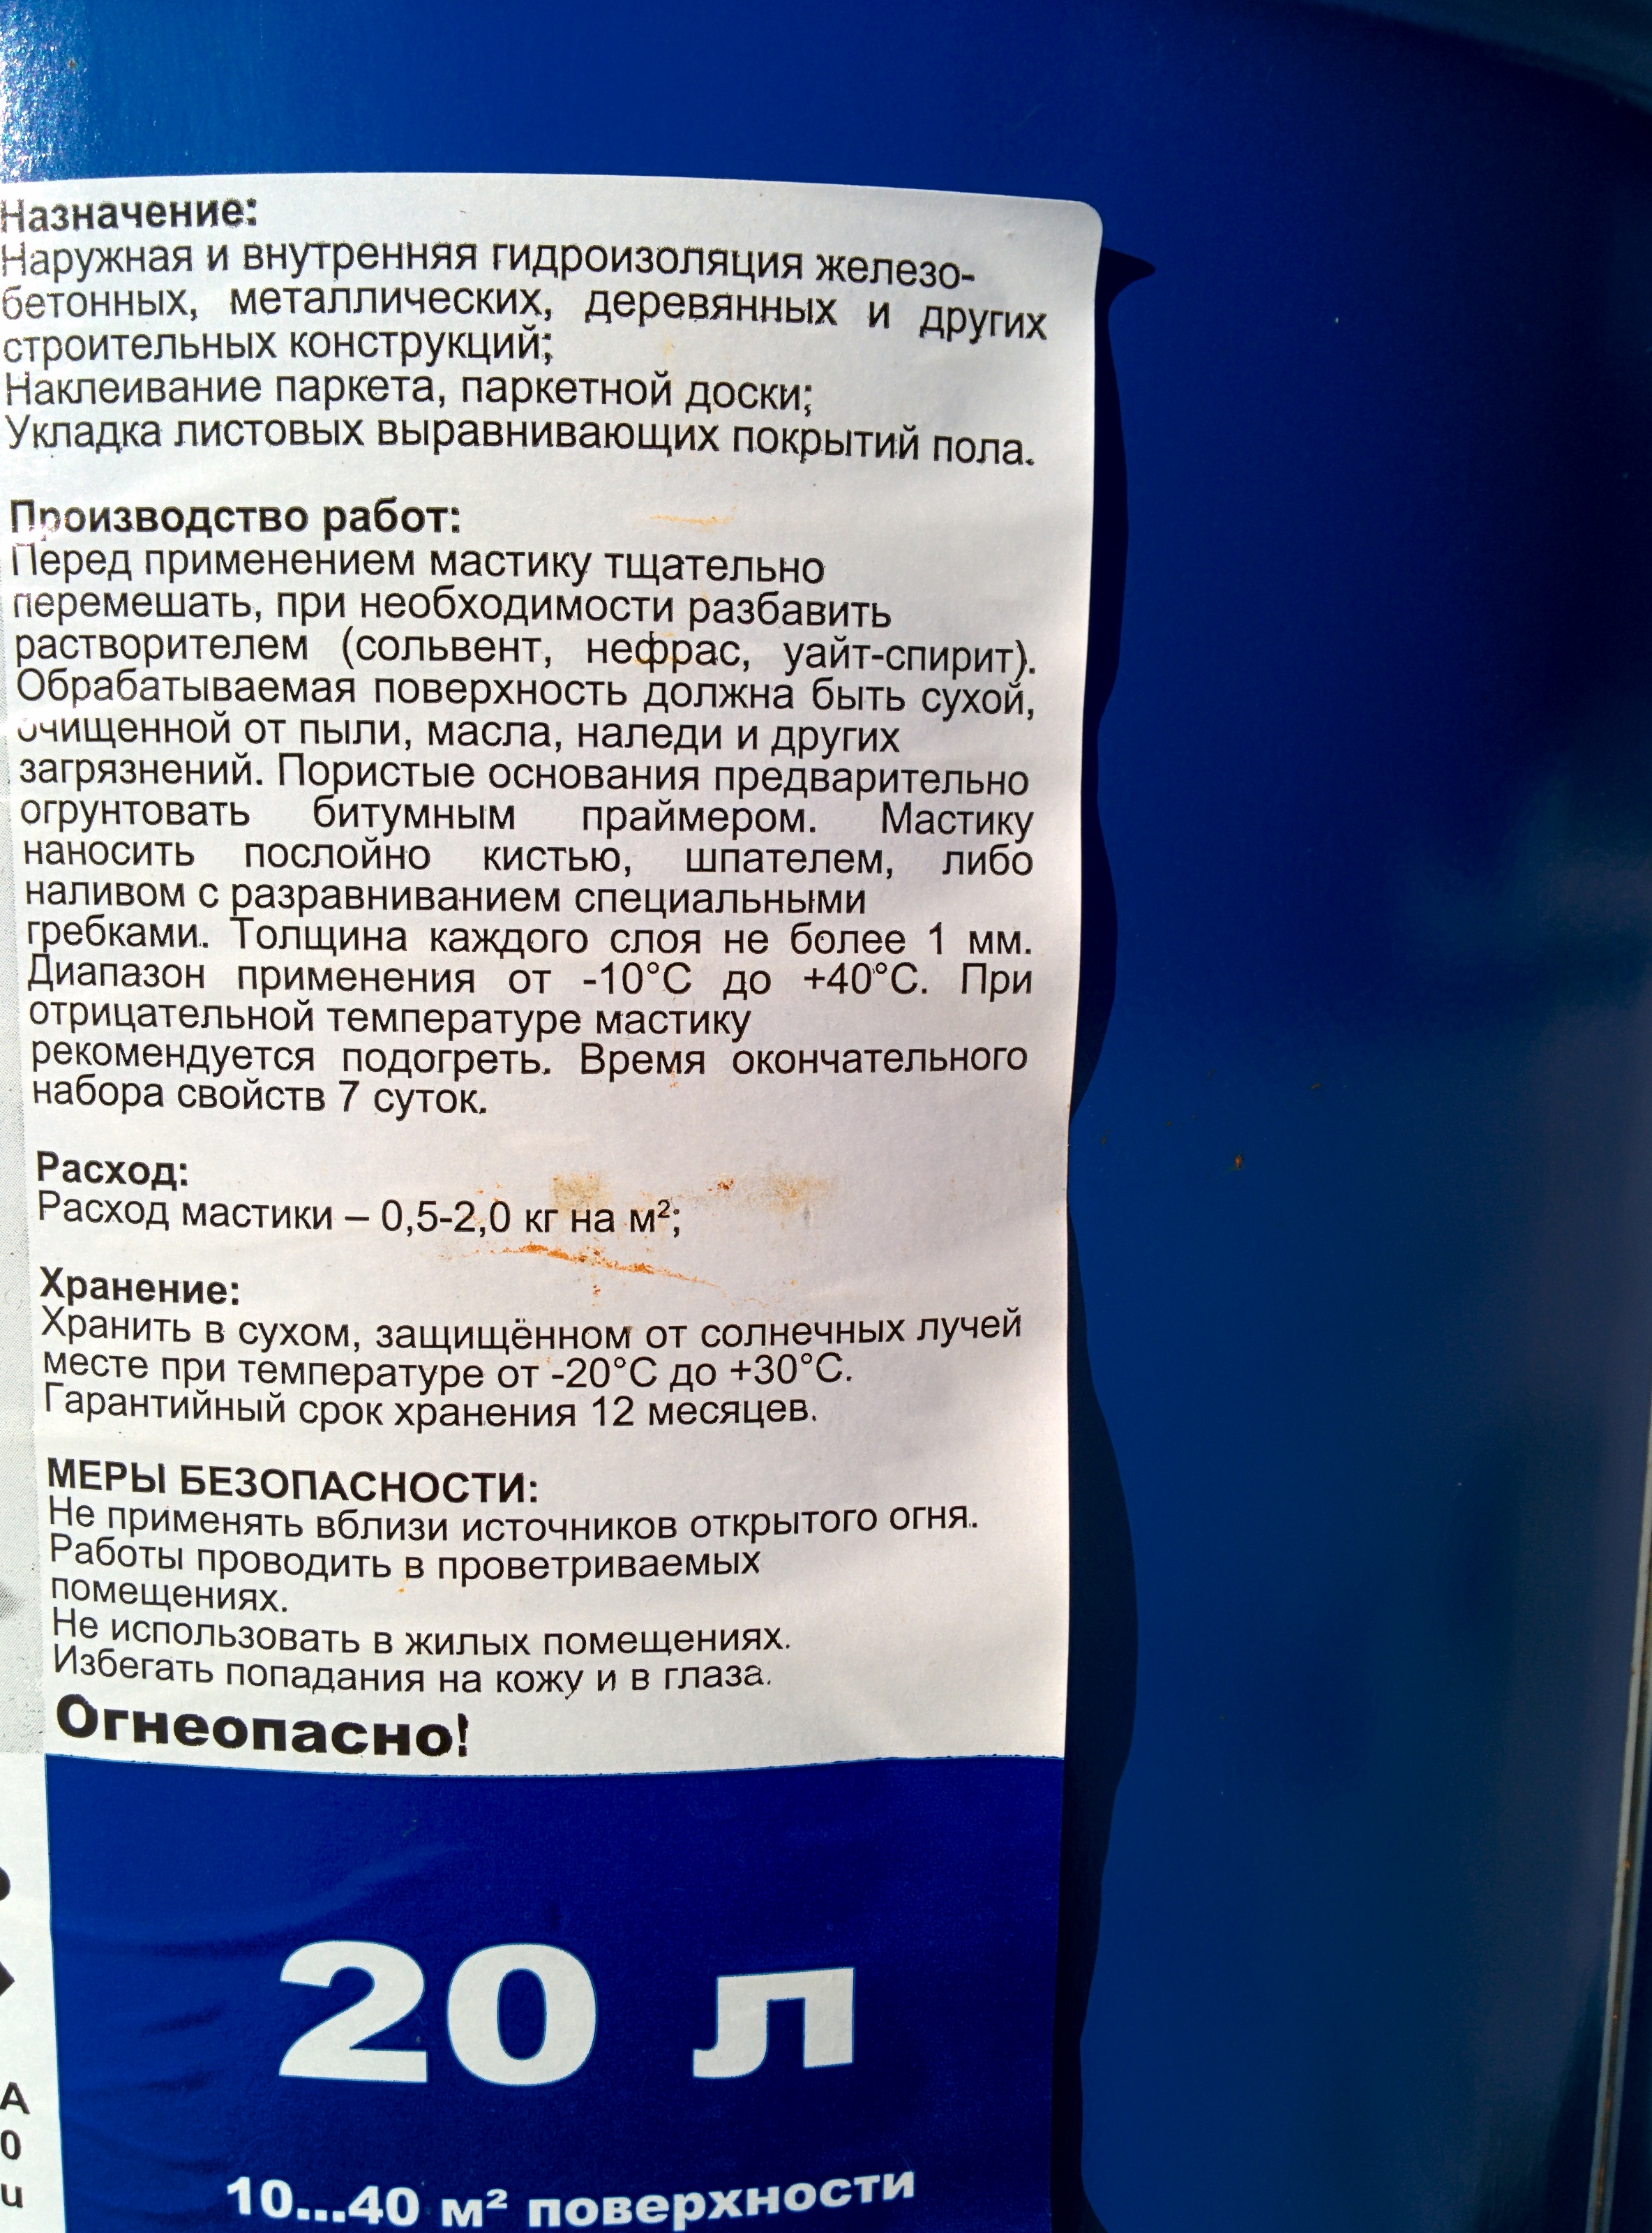 Назначение:
Наружная и внутренняя гидроизоляция железо-
бетонных, металлических, деревянных и других
строительных конструкций;
Наклеивание паркета, паркетной доски;
Укладка листовых выравнивающих покрытий пола.
Производство работ:
Перед применением мастику тщательно
перемешать, при необходимости разбавить
растворителем (сольвент, нефрас, уайт-спирит).
Обрабатываемая поверхность должна быть сухой,
очищенной от пыли, масла, наледи и других
загрязнений. Пористые основания предварительно
огрунтовать битумным праймером. Мастику
наносить послойно кистью, шпателем, либо
наливом с разравниванием специальными
гребками. Толщина каждого слоя не более 1 мм.
Диапазон применения от -10°С до +40°С. При
отрицательной температуре мастику
рекомендуется подогреть. Время окончательного
набора свойств 7 суток.
Расход:
Расход мастики – 0,5-2,0 кг на м²;
Хранение:
Хранить в сухом, защищённом от солнечных лучей
месте при температуре от -20°С до +30°С.
Гарантийный срок хранения 12 месяцев.
МЕРЫ БЕЗОПАСНОСТИ:
Не применять вблизи источников открытого огня.
Работы проводить в проветриваемых
помещениях.
Не использовать в жилых помещениях.
Избегать попадания на кожу и в глаза.
Огнеопасно!
20 л
10...40 м² поверхности